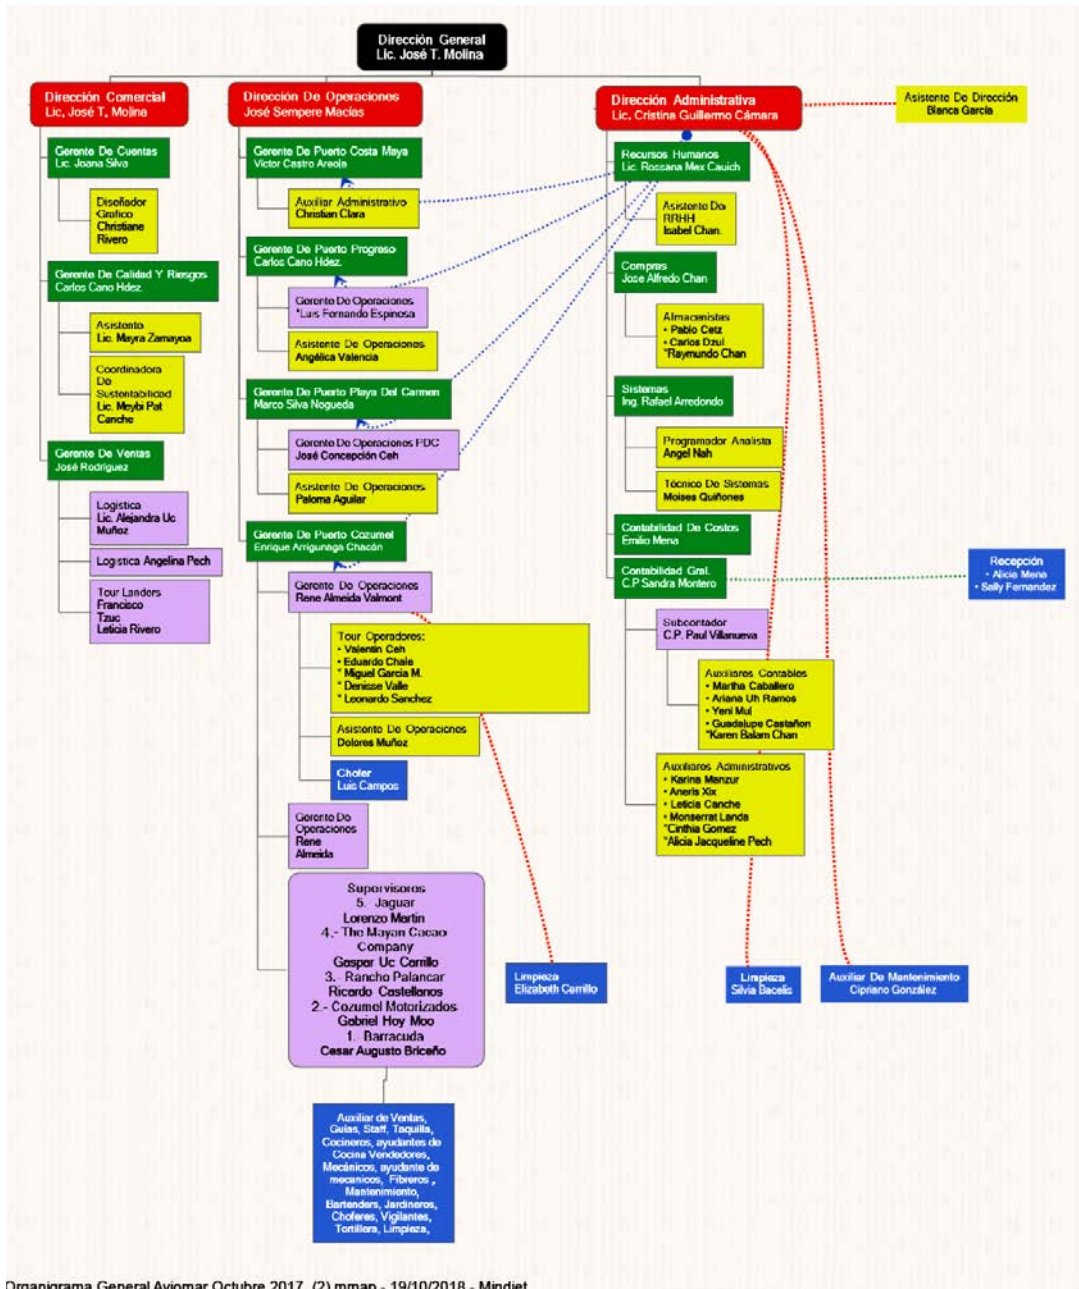 Dirección General
Lic. José T. Molina
Dirección Comercial
Lic. José T, Molina
Gerente De Cuentas
Lic. Joana Silva
Diseñador
Grafico
Christiane
Rivero
Gerente De Calidad Y Riesgos
Carlos Cano Hdez.
Asistente
Lic. Mayra Zamayoa
Coordinadora
De
Sustentabilidad
Lic. Meybi Pat
Canche
Gerente De Ventas
José Rodríguez
Logística
Lic. Alejandra Uc
Muñoz
Logistica Angelina Pech
Tour Landers
Francisco
Tzuc
Leticia Rivero
Dirección De Operaciones
José Sempere Macías
Gerente De Puerto Costa Maya
Victor Castro Areola
Auxiliar Administrativo
Christian Clara
Gerente De Puerto Progreso
Carlos Cano Hdez.
Gerente De Operaciones
*Luis Fernando Espinosa
Asistente De Operaciones
Angélica Valencia
Gerente De Puerto Playa Del Carmen
Marco Silva Nogueda
Gerente De Operaciones PDC
José Concepción Ceh
Asistente De Operaciones
Paloma Aguilar
Gerente De Puerto Cozumel
Enrique Arrigunaga Chacón
Gerente De Operaciones
Rene Almeida Valmont
Tour Operadores:
• Valentin Ceh
• Eduardo Chale
* Miguel Garcia M.
* Denisse Valle
* Leonardo Sanchez
Asistente De Operaciones
Dolores Muñoz
Chofer
Luis Campos
Gerente De
Operaciones
Rene
Almeida
Supervisores
5. Jaguar
Lorenzo Martin
4.- The Mayan Cacao
Company
Gaspar Uc Carrillo
3.- Rancho Palancar
Ricardo Castellanos
2.- Cozumel Motorizados
Gabriel Hoy Moo
1.- Barracuda
Cesar Augusto Briceño
Auxiliar de Ventas,
Guias, Staff, Taquilla,
Cocineros, ayudantes de
Cocina Vendedores,
Mecánicos, ayudante de
mecanicos, Fibreros ,
Mantenimiento,
Bartenders, Jardineros,
Choferes, Vigilantes,
Tortillera, Limpieza,
Limpieza
Elizabeth Carrillo
Dirección Administrativa
Lic. Cristina Guillermo Cámara
Asistente De Dirección
Blanca García
Recursos Humanos
Lic. Rossana Mex Cauich
Asistente De
RRHH
Isabel Chan.
Compras
Jose Alfredo Chan
Almacenistas
• Pablo Cetz
• Carlos Dzul
*Raymundo Chan
Sistemas
Ing. Rafael Arredondo
Programador Analista
Angel Nah
Técnico De Sistemas
Moises Quiñones
Contabilidad De Costos
Emilio Mena
Contabilidad Gral.
C.P Sandra Montero
Recepción
• Alicia Mena
• Sally Fernandez
Subcontador
C.P. Paul Villanueva
Auxiliares Contables
• Martha Caballero
• Ariana Uh Ramos
• Yeni Mul
• Guadalupe Castañon
*Karen Balam Chan
Auxiliares Administrativos
• Karina Manzur
• Aneris Xix
• Leticia Canche
• Monserrat Landa
*Cinthia Gomez
*Alicia Jacqueline Pech
Limpieza
Silvia Bacelis
Auxiliar De Mantenimiento
Cipriano González
Organigrama General Aviomar Octubre 2017 (2).mmap - 19/10/2018 - Mindjet